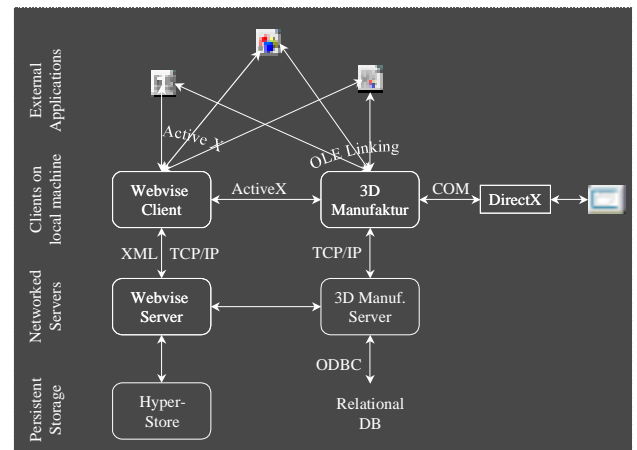 External
Applications
Active X
OLE Linking
Clients on
local machine
Webvise
Client
ActiveX
3D
Manufaktur
COM
DirectX
XML
TCP/IP
TCP/IP
Networked
Servers
Webvise
Server
3D Manuf.
Server
ODBC
Persistent
Storage
Hyper-
Store
Relational
DB